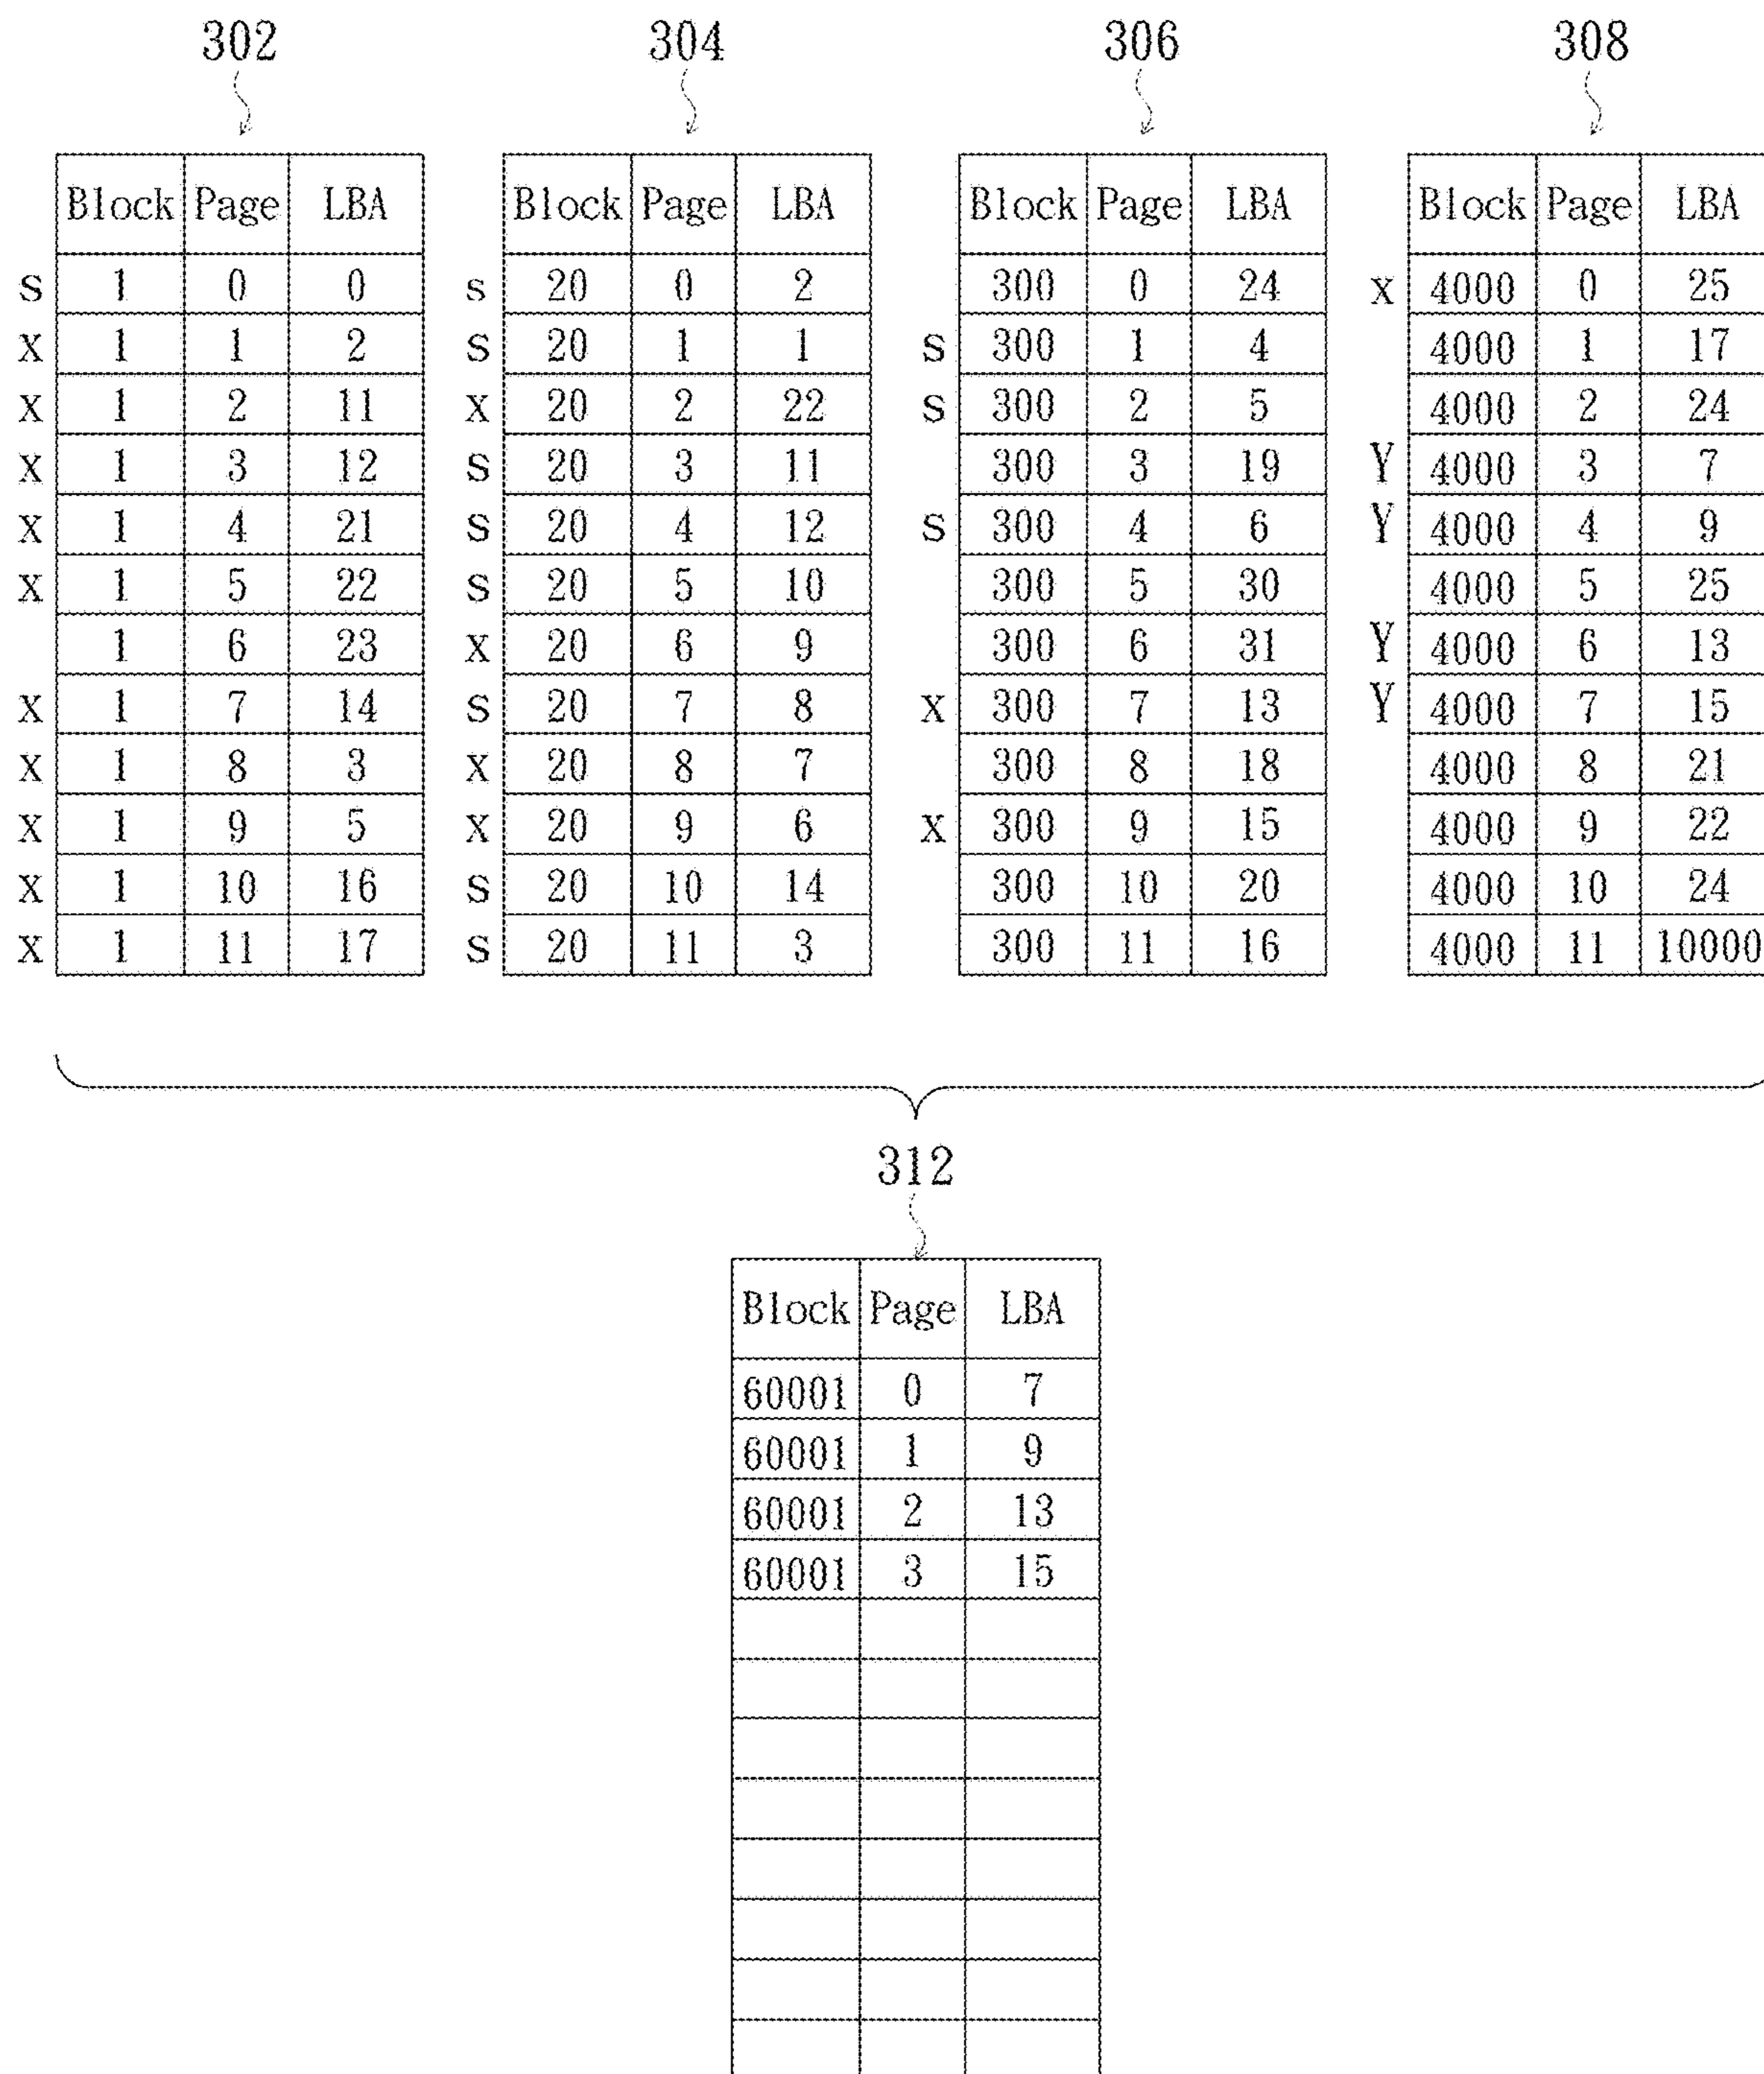 302 304 306 308
Block Page LBA Block Page LBA Block Page LBA Block Page LBA
S 1 0 0 s 20 0 2 300 0 24 x 4000 0 25
X 1 1 2 S 20 1 1 S 300 1 4 4000 1 17
X 1 2 11 X 20 2 22 S 300 2 5 4000 2 24
X 1 3 12 S 20 3 11 300 3 19 Y 4000 3 7
X 1 4 21 S 20 4 12 S 300 4 6 Y 4000 4 9
X 1 5 22 S 20 5 10 300 5 30 4000 5 25
1 6 23 X 20 6 9 300 6 31 Y 4000 6 13
X 1 7 14 S 20 7 8 X 300 7 13 Y 4000 7 15
X 1 8 3 X 20 8 7 300 8 18 4000 8 21
X 1 9 5 X 20 9 6 X 300 9 15 4000 9 22
X 1 10 16 S 20 10 14 300 10 20 4000 10 24
X 1 11 17 S 20 11 3 300 11 16 4000 11 10000
312
Block Page LBA
60001 0 7
60001 1 9
60001 2 13
60001 3 15